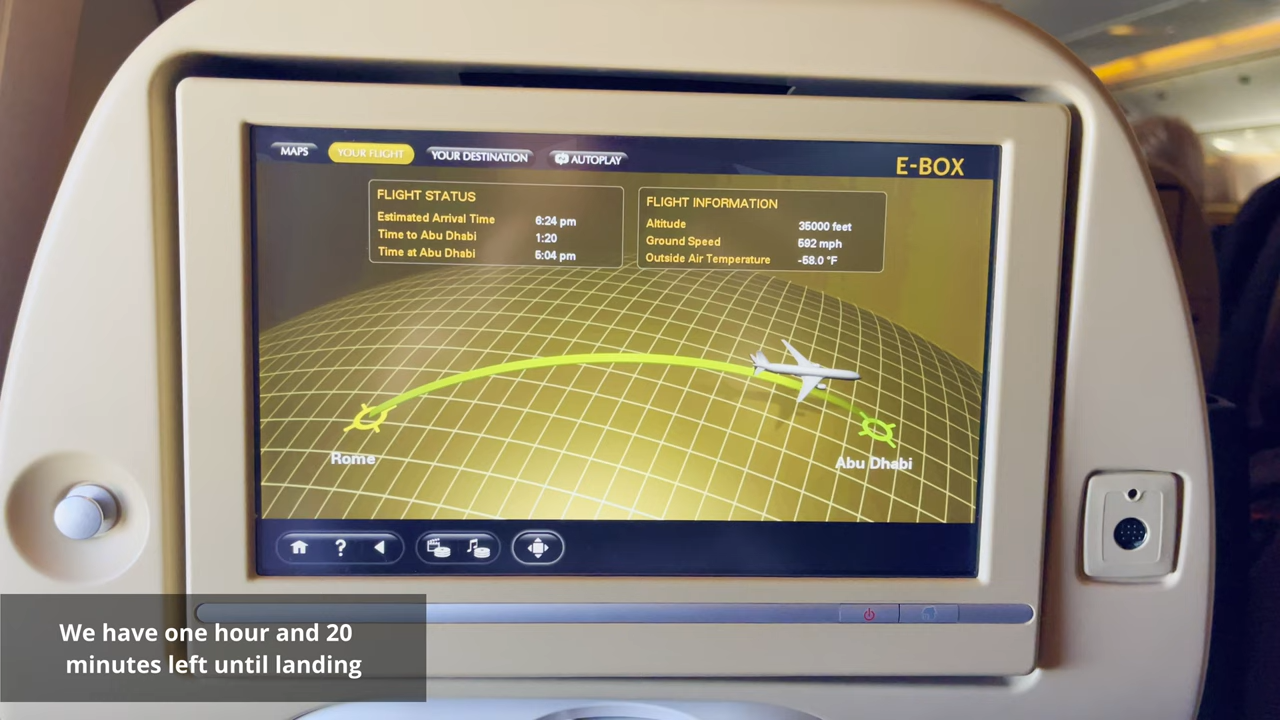 MAPS YOUR FLIGHT YOUR DESTINATION AUTOPLAY
E-BOX
FLIGHT STATUS
Estimated Arrival Time 6:24 pm
Time to Abu Dhabi 1:20
Time at Abu Dhabi 5:04 pm
FLIGHT INFORMATION
Altitude 35000 feet
Ground Speed 592 mph
Outside Air Temperature -58.0 °F
Rome
Abu Dhabi
?
We have one hour and 20
minutes left until landing